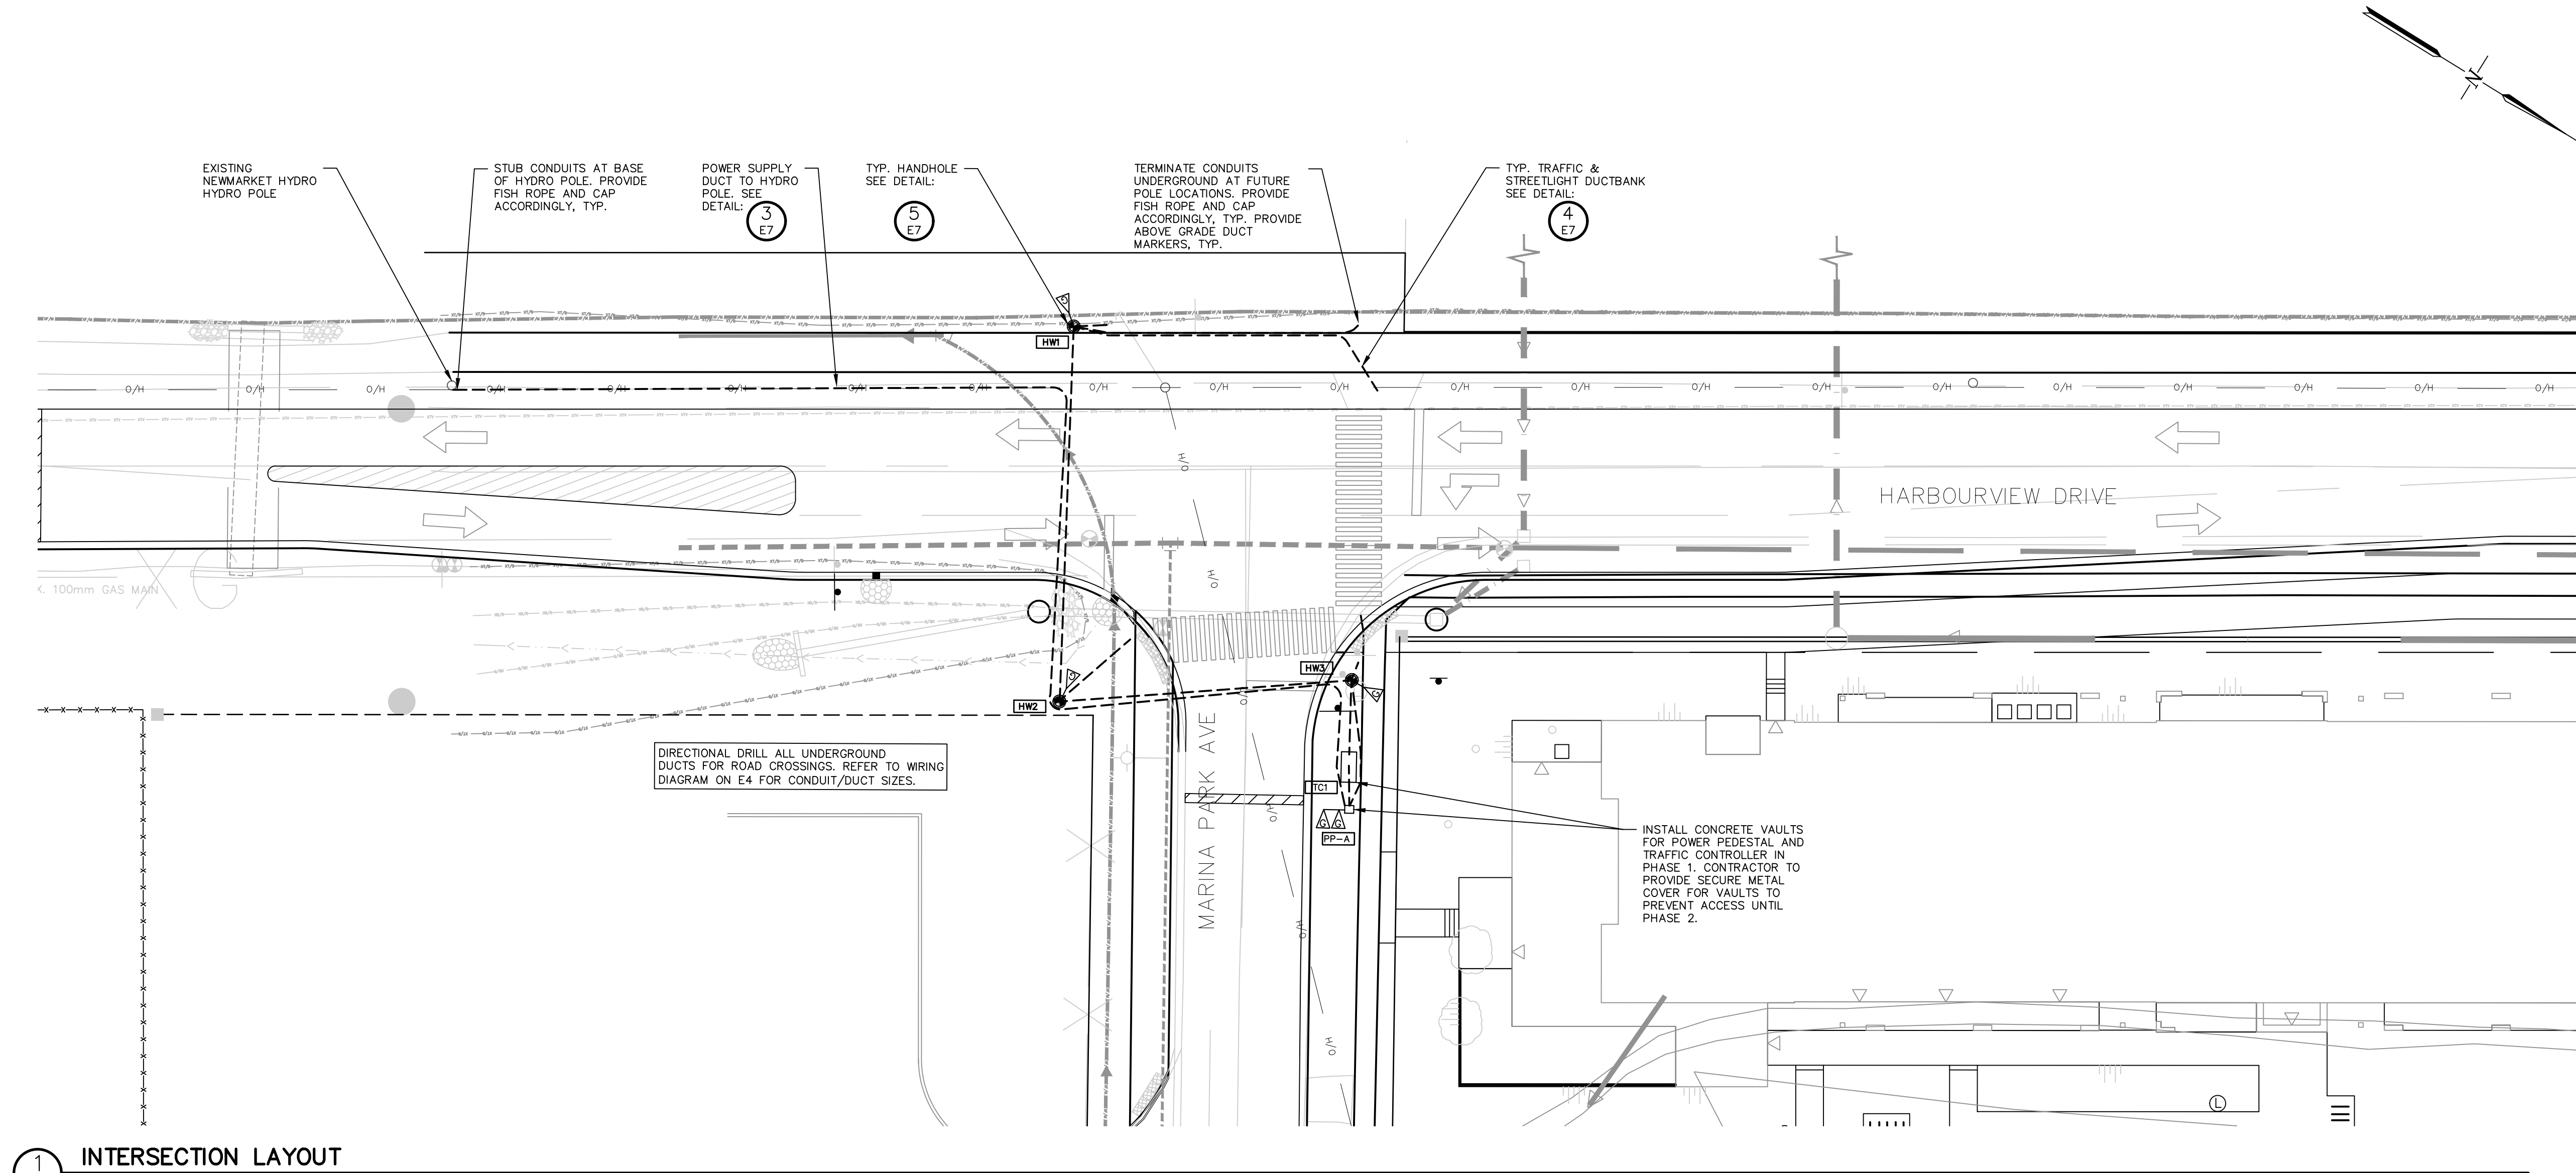 EXISTING
NEWMARKET HYDRO
HYDRO POLE
STUB CONDUITS AT BASE
OF HYDRO POLE. PROVIDE
FISH ROPE AND CAP
ACCORDINGLY, TYP.
POWER SUPPLY
DUCT TO HYDRO
POLE. SEE
DETAIL:
3
E7
TYP. HANDHOLE
SEE DETAIL:
5
E7
TERMINATE CONDUITS
UNDERGROUND AT FUTURE
POLE LOCATIONS. PROVIDE
FISH ROPE AND CAP
ACCORDINGLY, TYP. PROVIDE
ABOVE GRADE DUCT
MARKERS, TYP.
TYP. TRAFFIC &
STREETLIGHT DUCTBANK
SEE DETAIL:
4
E7
N
G
HW1
O/H O/H O/H O/H O/H O/H O/H O/H O/H O/H O/H O/H O/H O/H O/H O/H O/H O/H O/H O/H O/H
O/H
HARBOURVIEW DRIVE
O/H
X. 100mm GAS MAIN
HW3
G
G
O/H
HW2
DIRECTIONAL DRILL ALL UNDERGROUND
DUCTS FOR ROAD CROSSINGS. REFER TO WIRING
DIAGRAM ON E4 FOR CONDUIT/DUCT SIZES.
MARINA PARK AVE
TC1
O/H
G G
PP-A
INSTALL CONCRETE VAULTS
FOR POWER PEDESTAL AND
TRAFFIC CONTROLLER IN
PHASE 1. CONTRACTOR TO
PROVIDE SECURE METAL
COVER FOR VAULTS TO
PREVENT ACCESS UNTIL
PHASE 2.
O/H
O/H
L
1
INTERSECTION LAYOUT